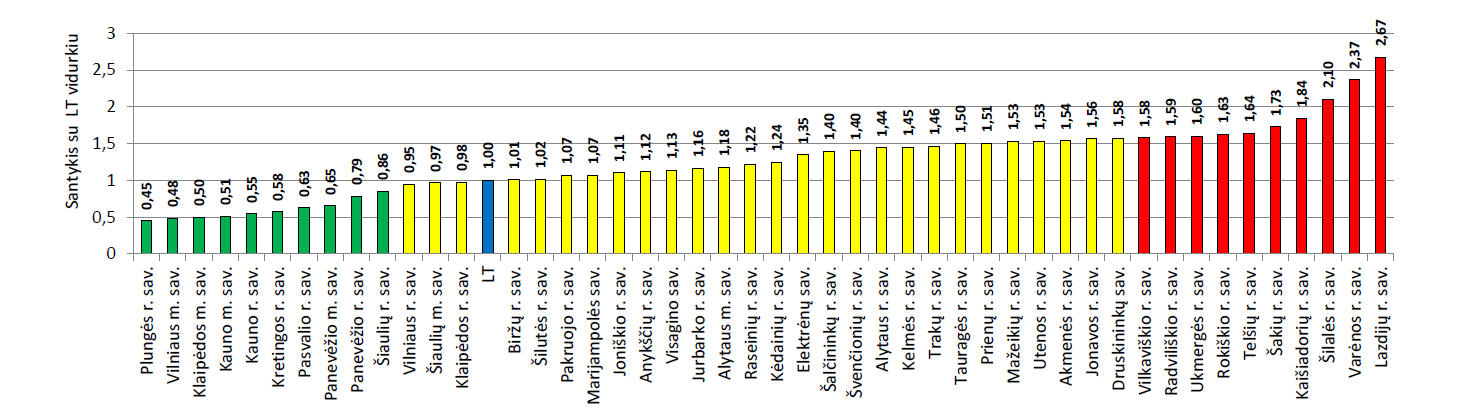 Santykis su LT vidurkiu
3
2,5
2
1,5
1
0,5
0
0,45
0,48
0,50
0,51
0,55
0,58
0,63
0,65
0,79
0,86
0,95
0,97
0,98
1,00
1,01
1,02
1,07
1,07
1,11
1,12
1,13
1,16
1,18
1,22
1,24
1,35
1,40
1,40
1,44
1,45
1,46
1,50
1,51
1,53
1,53
1,54
1,56
1,58
1,58
1,59
1,60
1,63
1,64
1,73
1,84
2,10
2,37
2,67
Plungės r. sav.
Vilniaus m. sav.
Klaipėdos m. sav.
Kauno m. sav.
Kauno r. sav.
Kretingos r. sav.
Pasvalio r. sav.
Panevėžio m. sav.
Panevėžio r. sav.
Šiaulių r. sav.
Vilniaus r. sav.
Šiaulių m. sav.
Klaipėdos r. sav.
LT
Biržų r. sav.
Šilutės r. sav.
Pakruojo r. sav.
Marijampolės sav.
Joniškio r. sav.
Anykščių r. sav.
Visagino sav.
Jurbarko r. sav.
Alytaus m. sav.
Raseinių r. sav.
Kėdainių r. sav.
Elektrėnų sav.
Šalčininkų r. sav.
Švenčionių r. sav.
Alytaus r. sav.
Kelmės r. sav.
Trakų r. sav.
Tauragės r. sav.
Prienų r. sav.
Mažeikių r. sav.
Utenos r. sav.
Akmenės r. sav.
Jonavos r. sav.
Druskininkų sav.
Vilkaviškio r. sav.
Radviliškio r. sav.
Ukmergės r. sav.
Rokiškio r. sav.
Telšių r. sav.
Šakių r. sav.
Kaišiadorių r. sav.
Šilalės r. sav.
Varėnos r. sav.
Lazdijų r. sav.